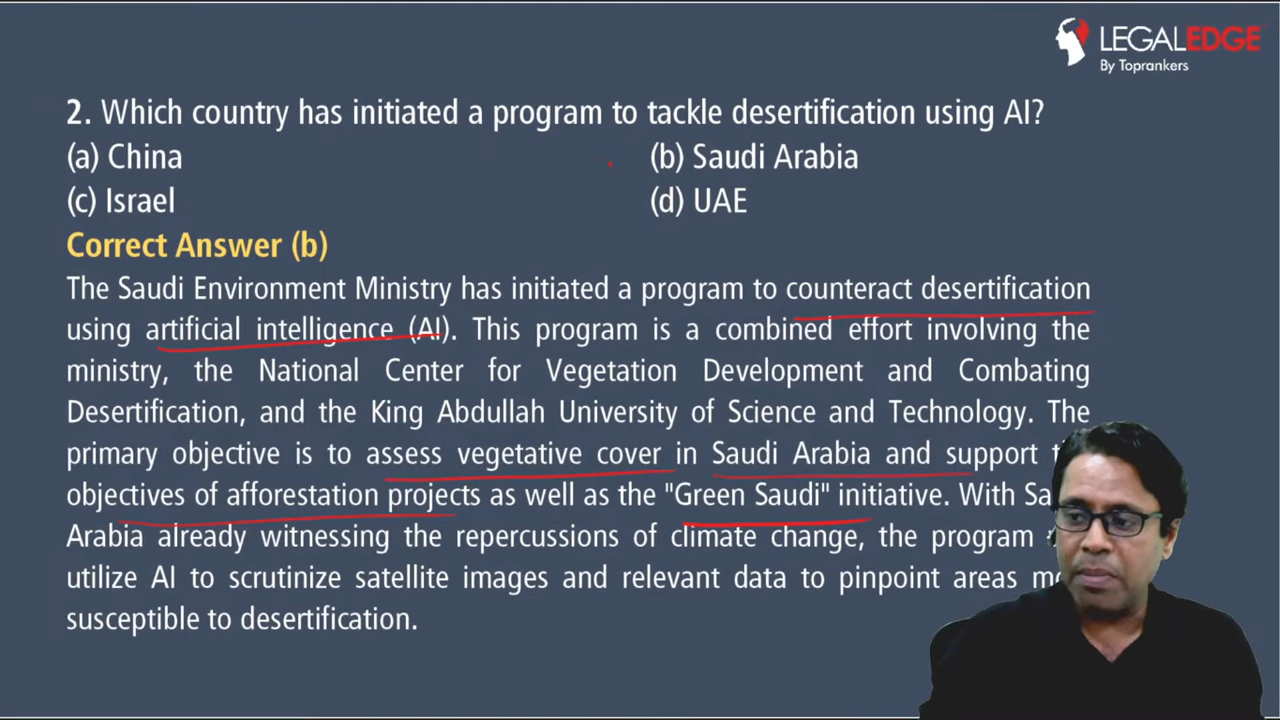 LEGALEDGE
By Toprankers
2. Which country has initiated a program to tackle desertification using AI?
(a) China (b) Saudi Arabia
(c) Israel (d) UAE
Correct Answer (b)
The Saudi Environment Ministry has initiated a program to counteract desertification
using artificial intelligence (AI). This program is a combined effort involving the
ministry, the National Center for Vegetation Development and Combating
Desertification, and the King Abdullah University of Science and Technology. The
primary objective is to assess vegetative cover in Saudi Arabia and support
objectives of afforestation projects as well as the "Green Saudi" initiative. With
Arabia already witnessing the repercussions of climate change, the program
utilize AI to scrutinize satellite images and relevant data to pinpoint areas
susceptible to desertification.